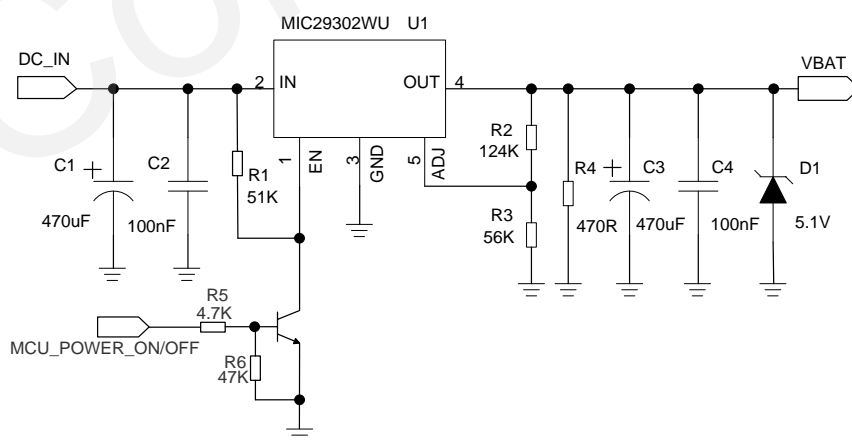 MIC29302WU U1
DC_IN
VBAT
2 IN
OUT 4
1
EN
3
GND
5
ADJ
C1
+
C2
R1
51K
470uF
100nF
R2
124K
R3
56K
R4
470R
+
C3
470uF
C4
100nF
D1
5.1V
R5
4.7K
MCU_POWER_ON/OFF
R6
47K